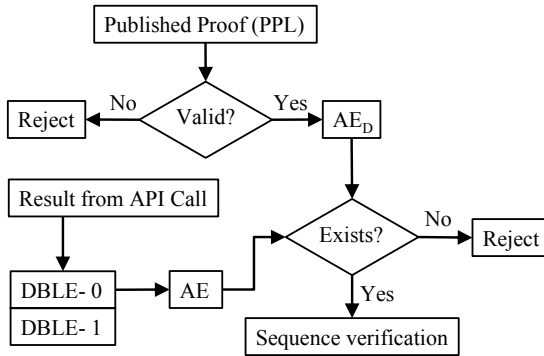 Published Proof (PPL)
No
Yes
Reject
Valid?
AE_D
Result from API Call
Exists?
No
Reject
DBLE- 0
AE
DBLE- 1
Yes
Sequence verification